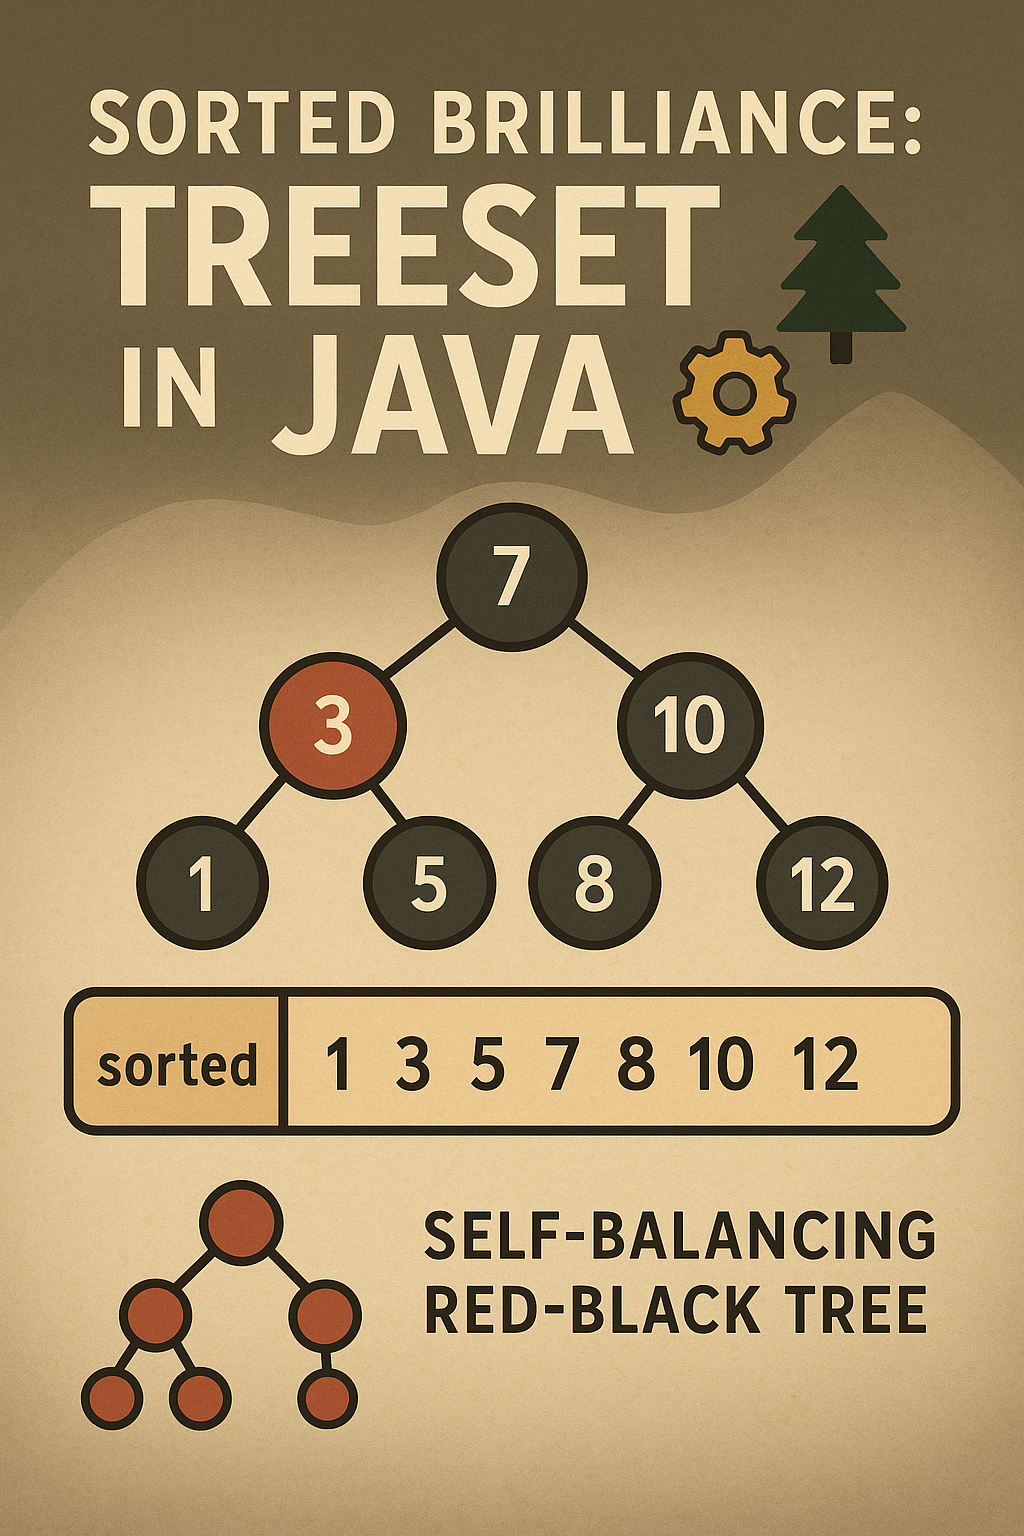 SORTED BRILLIANCE:
TREESET
IN JAVA
7
3 10
1 5 8 12
sorted 1 3 5 7 8 10 12
SELF-BALANCING
RED-BLACK TREE